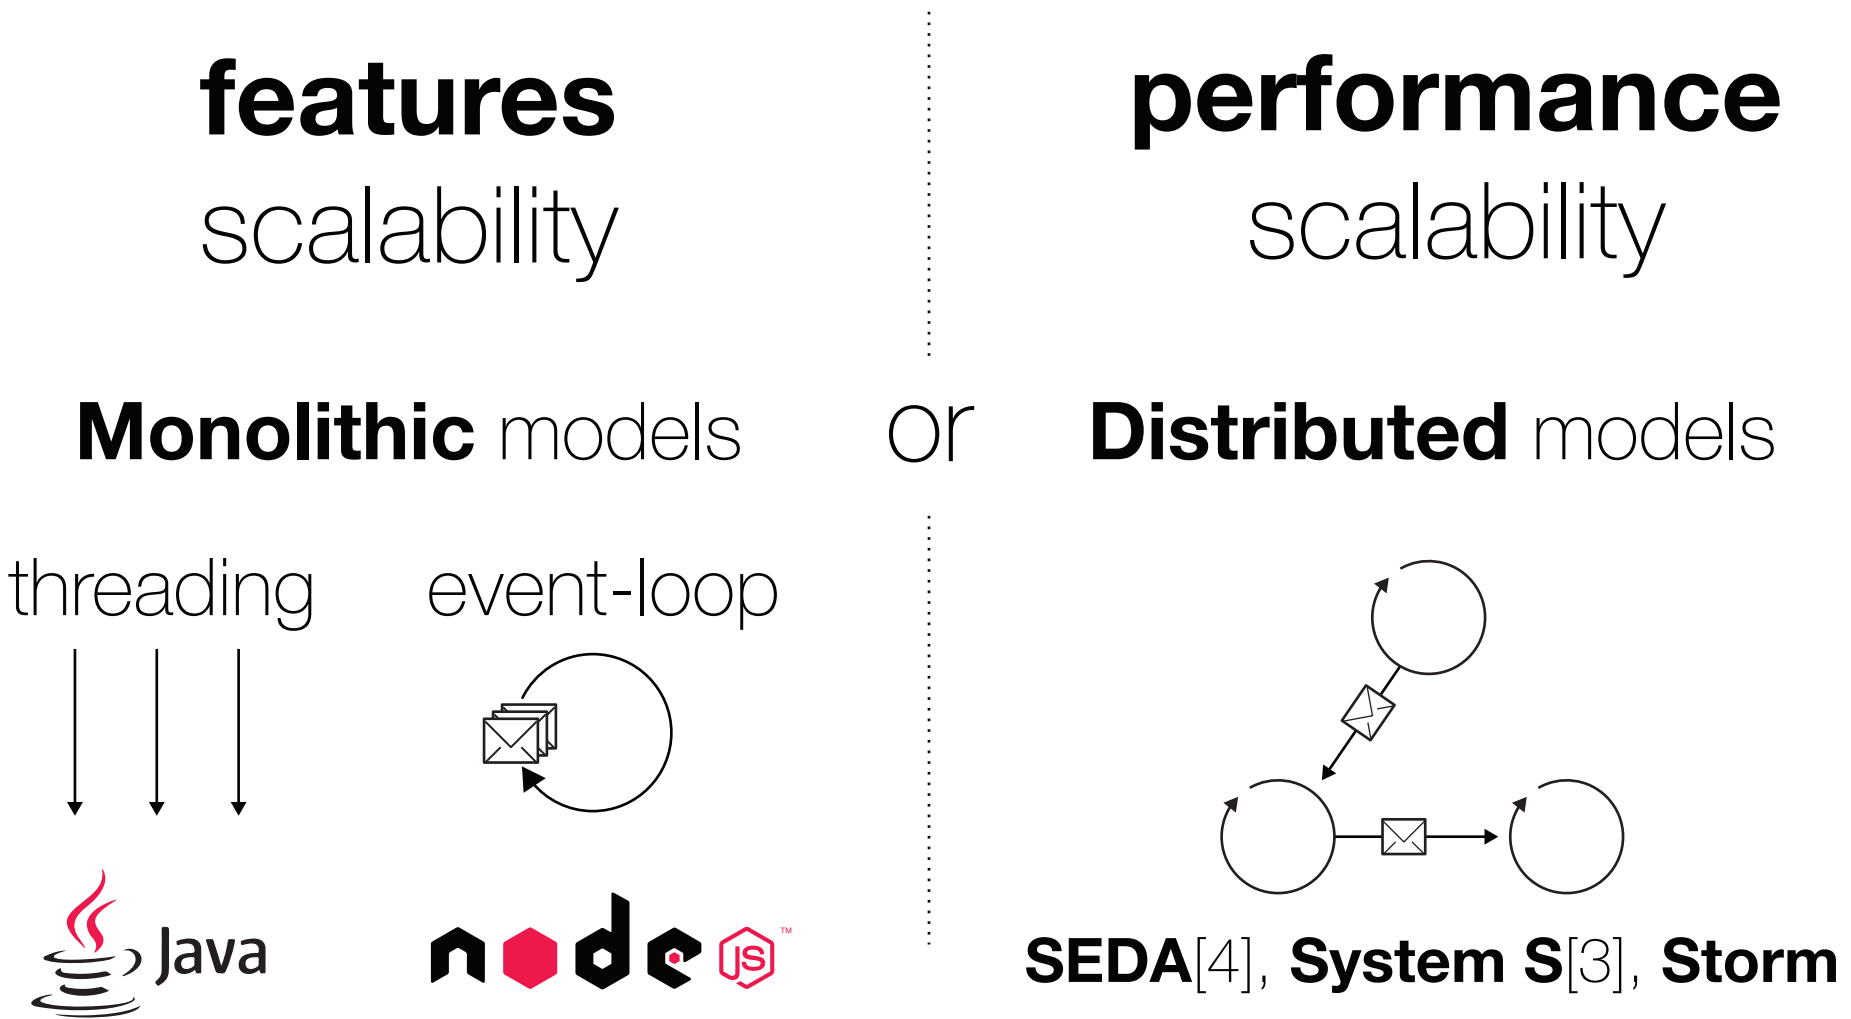 features
scalability
performance
scalability
Monolithic models
or
Distributed models
threading
event-loop
Java
node JS ™
SEDA[4], System S[3], Storm